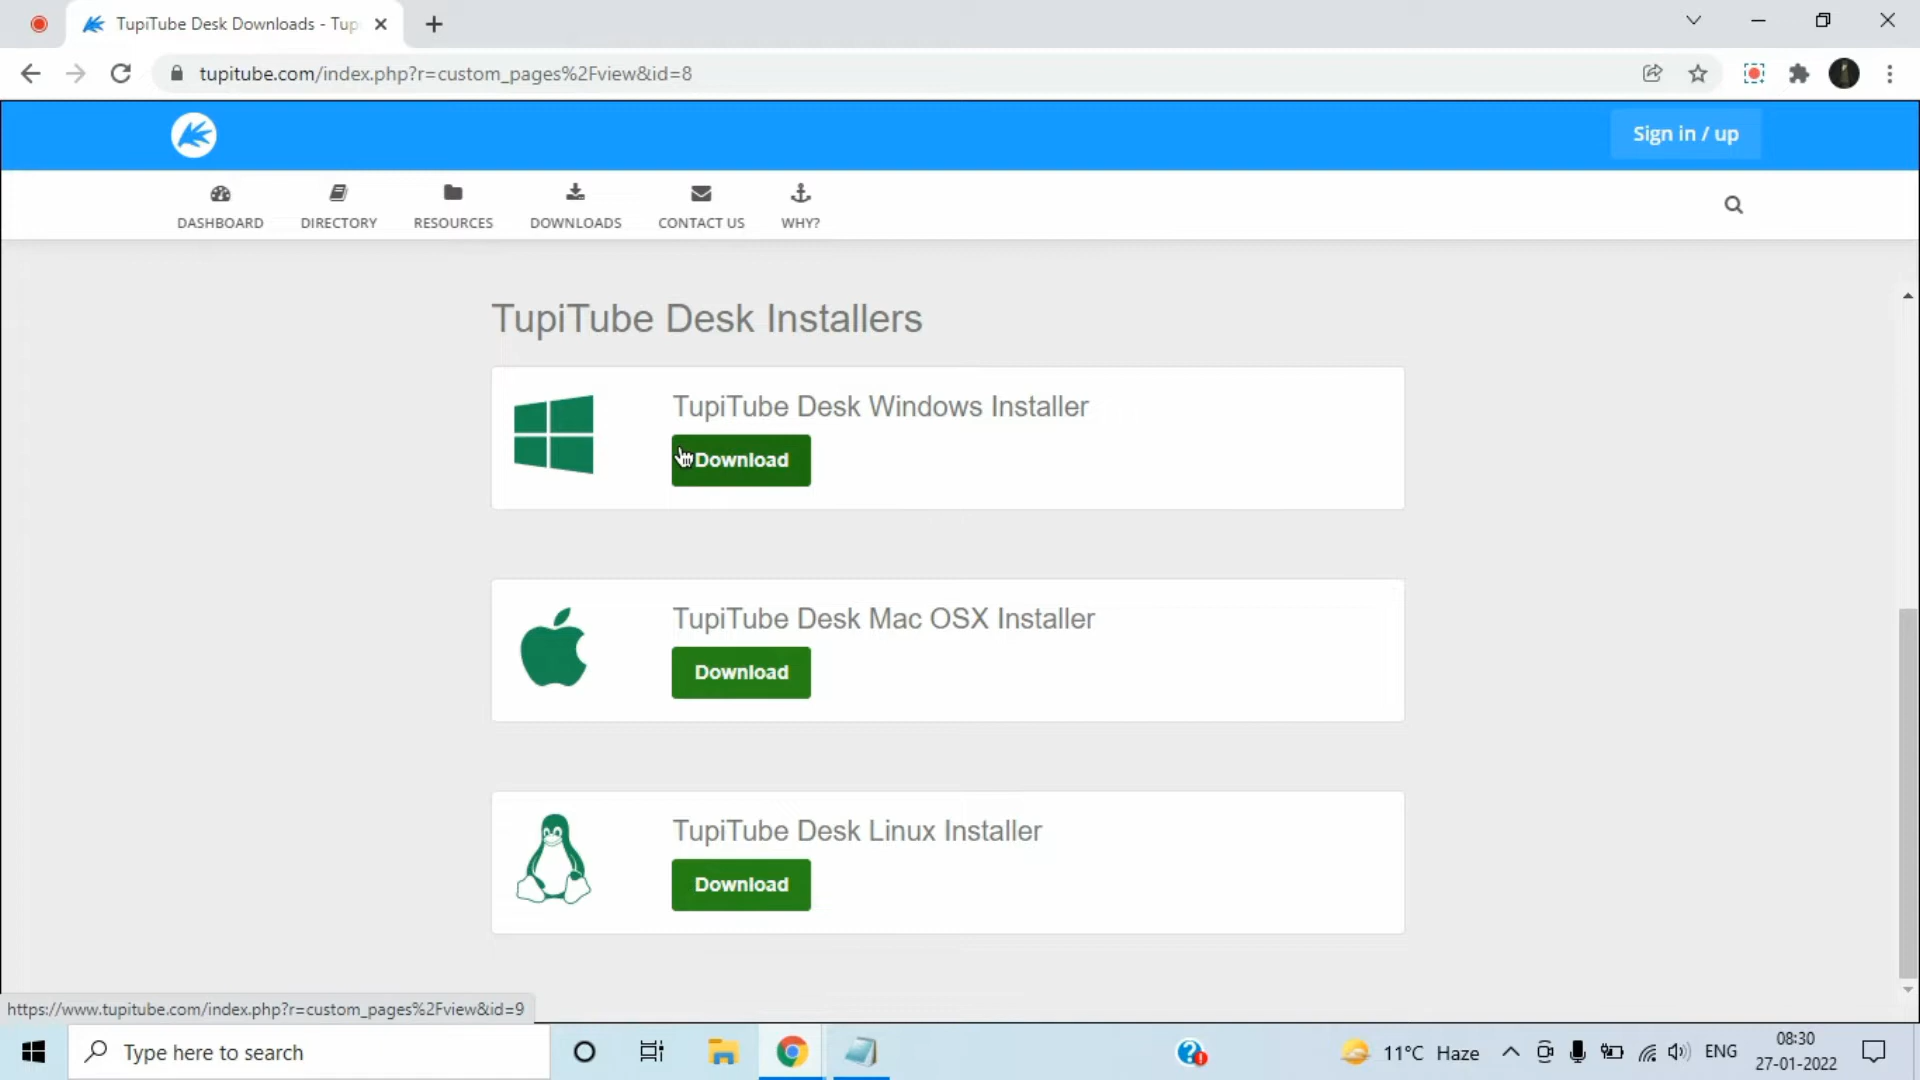 TupiTube Desk Downloads - Tup
tupitube.com/index.php?r=custom_pages%2Fview&id=8
Sign in / up
DASHBOARD
DIRECTORY
RESOURCES
DOWNLOADS
CONTACT US
WHY?
TupiTube Desk Installers
TupiTube Desk Windows Installer
Download
TupiTube Desk Mac OSX Installer
Download
TupiTube Desk Linux Installer
Download
https://www.tupitube.com/index.php?r=custom_pages%2Fview&id=9
Type here to search
11°C Haze
ENG
08:30
27-01-2022